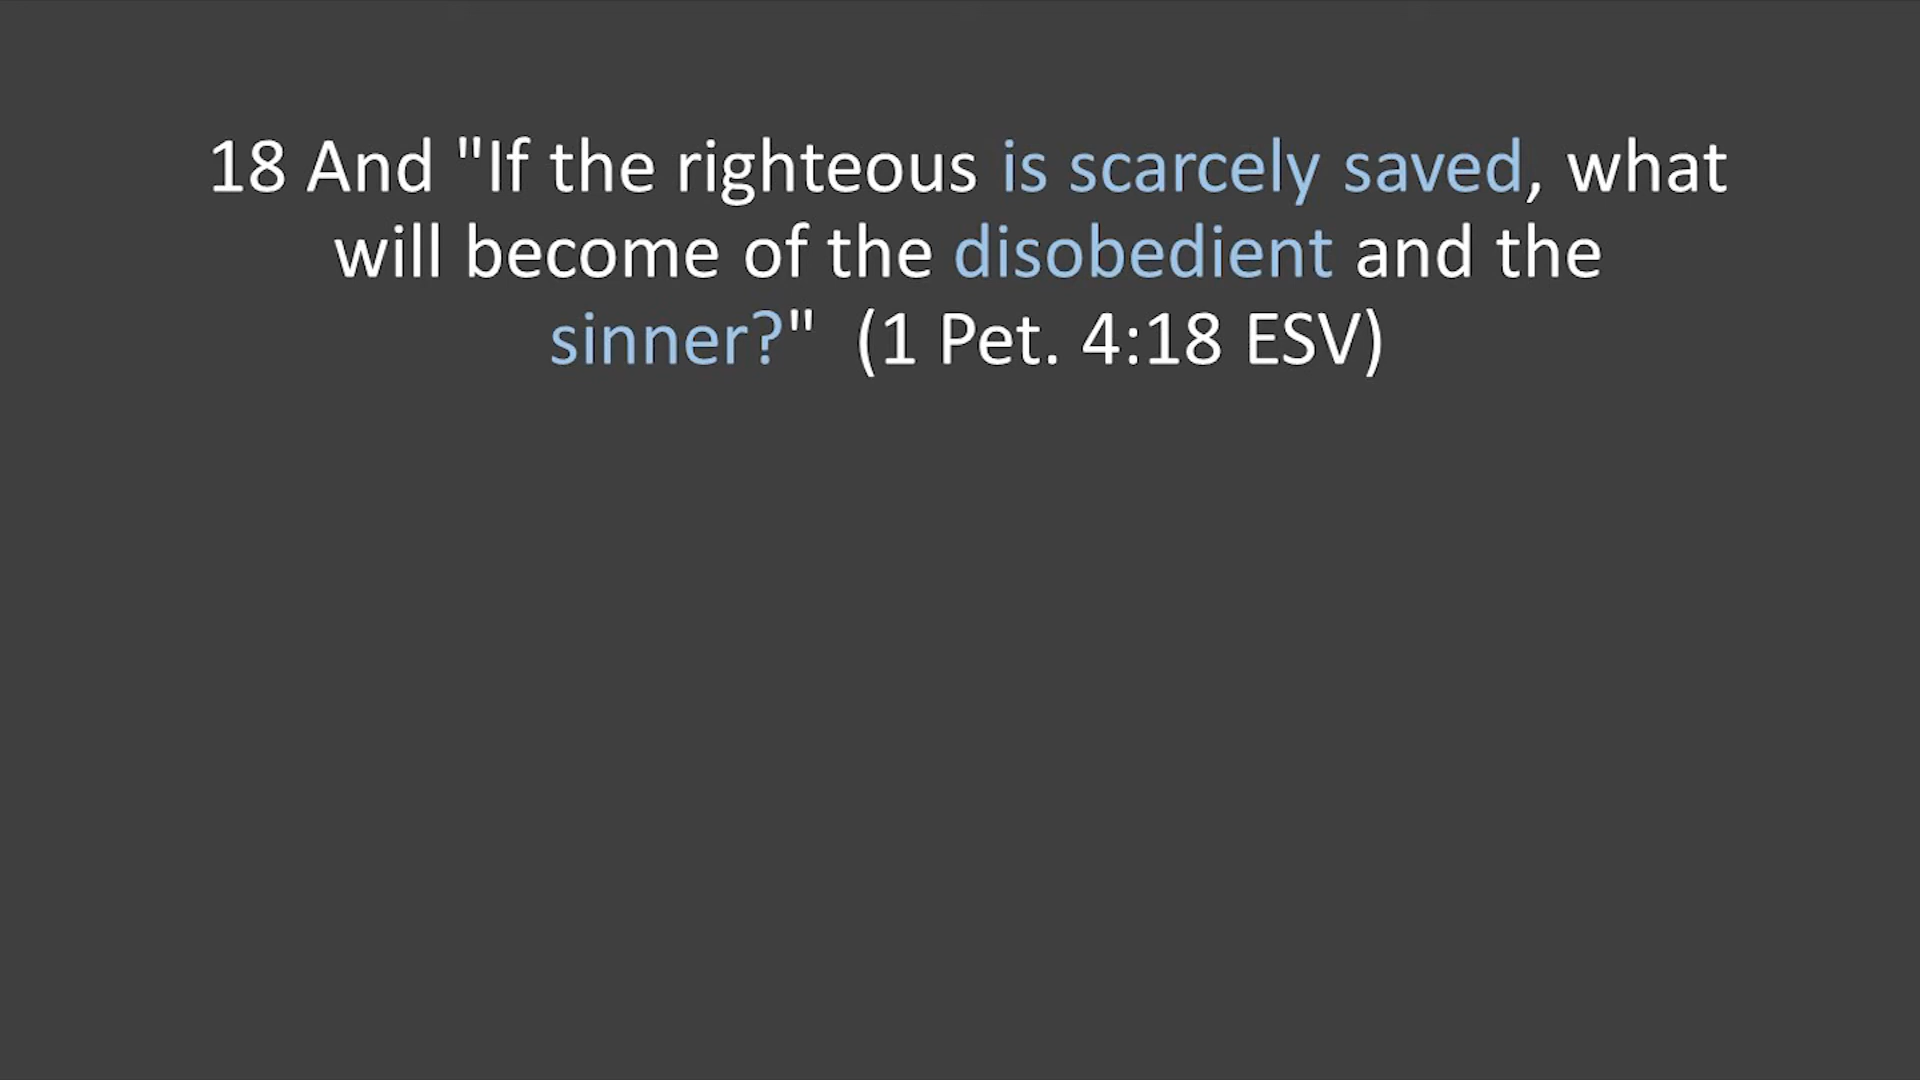 18 And "If the righteous is scarcely saved, what
will become of the disobedient and the
sinner?"  (1 Pet. 4:18 ESV)